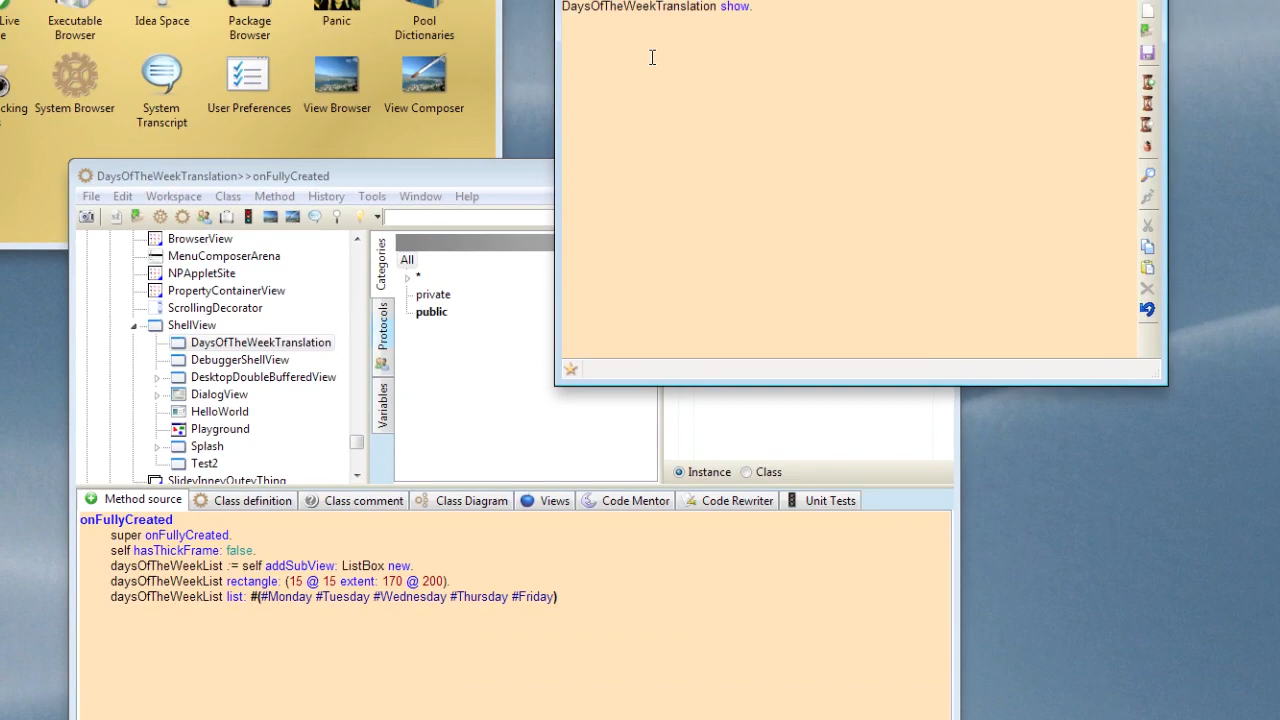 Live
Executable Browser
Idea Space
Package Browser
Panic
Pool Dictionaries
System Browser
System Transcript
User Preferences
View Browser
View Composer
DaysOfTheWeekTranslation show.
DaysOfTheWeekTranslation>>onFullyCreated
File Edit Workspace Class Method History Tools Window Help
BrowserView
MenuComposerArena
NPAppletSite
PropertyContainerView
ScrollingDecorator
ShellView
DaysOfTheWeekTranslation
DebuggerShellView
DesktopDoubleBufferedView
DialogView
HelloWorld
Playground
Splash
Test2
SlideyInneyOuteyThing
Categories
Protocols
Variables
All
*
private
public
Instance Class
Method source Class definition Class comment Class Diagram Views Code Mentor Code Rewriter Unit Tests
onFullyCreated
super onFullyCreated.
self hasThickFrame: false.
daysOfTheWeekList := self addSubView: ListBox new.
daysOfTheWeekList rectangle: (15 @ 15 extent: 170 @ 200).
daysOfTheWeekList list: #(#Monday #Tuesday #Wednesday #Thursday #Friday)